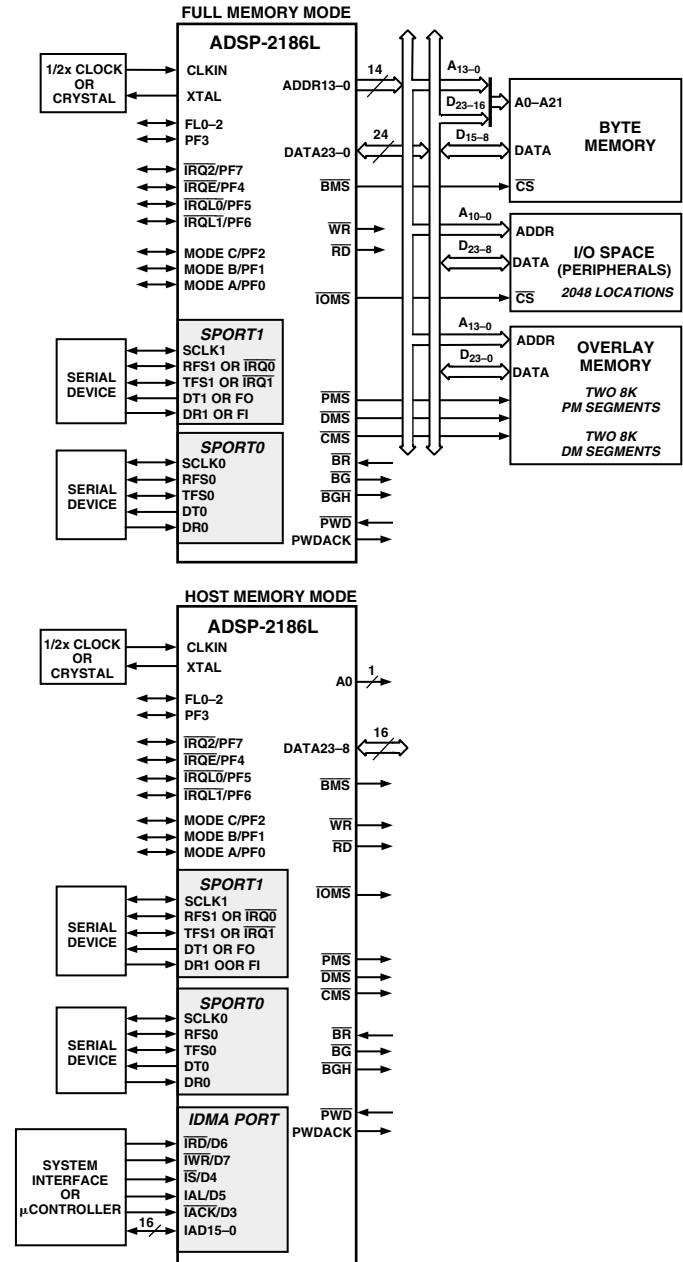 FULL MEMORY MODE
ADSP-2186L
1/2x CLOCK
OR
CRYSTAL
CLKIN
XTAL
FL0–2
PF3
IRQ2/PF7
IRQE/PF4
IRQL0/PF5
IRQL1/PF6
MODE C/PF2
MODE B/PF1
MODE A/PF0
SERIAL
DEVICE
SPORT1
SCLK1
RFS1 OR IRQ0
TFS1 OR IRQ1
DT1 OR FO
DR1 OR FI
SERIAL
DEVICE
SPORT0
SCLK0
RFS0
TFS0
DT0
DR0
ADDR13–0
14
DATA23–0
24
BMS
WR
RD
IOMS
PMS
DMS
CMS
BR
BG
BGH
PWD
PWDACK
A13–0
D23–16
D15–8
A0–A21
DATA
CS
BYTE
MEMORY
A10–0
D23–8
ADDR
DATA
CS
I/O SPACE
(PERIPHERALS)
2048 LOCATIONS
A13–0
D23–0
ADDR
DATA
OVERLAY
MEMORY
TWO 8K
PM SEGMENTS
TWO 8K
DM SEGMENTS
HOST MEMORY MODE
ADSP-2186L
1/2x CLOCK
OR
CRYSTAL
CLKIN
XTAL
FL0–2
PF3
IRQ2/PF7
IRQE/PF4
IRQL0/PF5
IRQL1/PF6
MODE C/PF2
MODE B/PF1
MODE A/PF0
SERIAL
DEVICE
SPORT1
SCLK1
RFS1 OR IRQ0
TFS1 OR IRQ1
DT1 OR FO
DR1 OOR FI
SERIAL
DEVICE
SPORT0
SCLK0
RFS0
TFS0
DT0
DR0
SYSTEM
INTERFACE
OR
μCONTROLLER
16
IDMA PORT
IRD/D6
IWR/D7
IS/D4
IAL/D5
IACK/D3
IAD15–0
A0
1
DATA23–8
16
BMS
WR
RD
IOMS
PMS
DMS
CMS
BR
BG
BGH
PWD
PWDACK